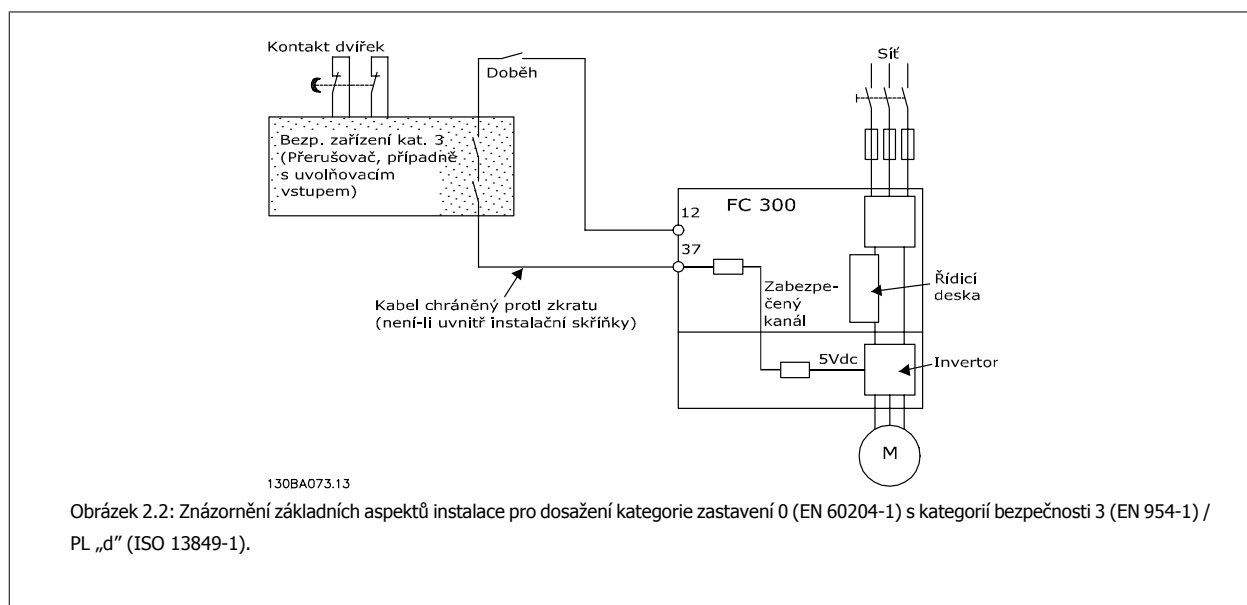 Kontakt dvířek
Doběh
Síť
Bezp. zařízení kat. 3
(Přerušovač, případně
s uvolňovacím
vstupem)
12
FC 300
37
Zabezpe-
čený
kanál
Řídicí
deska
Kabel chráněný protI zkratu
(není-li uvnitř instalační skříňky)
5Vdc
Invertor
M
130BA073.13
Obrázek 2.2: Znázornění základních aspektů instalace pro dosažení kategorie zastavení 0 (EN 60204-1) s kategorií bezpečnosti 3 (EN 954-1) /
PL „d” (ISO 13849-1).